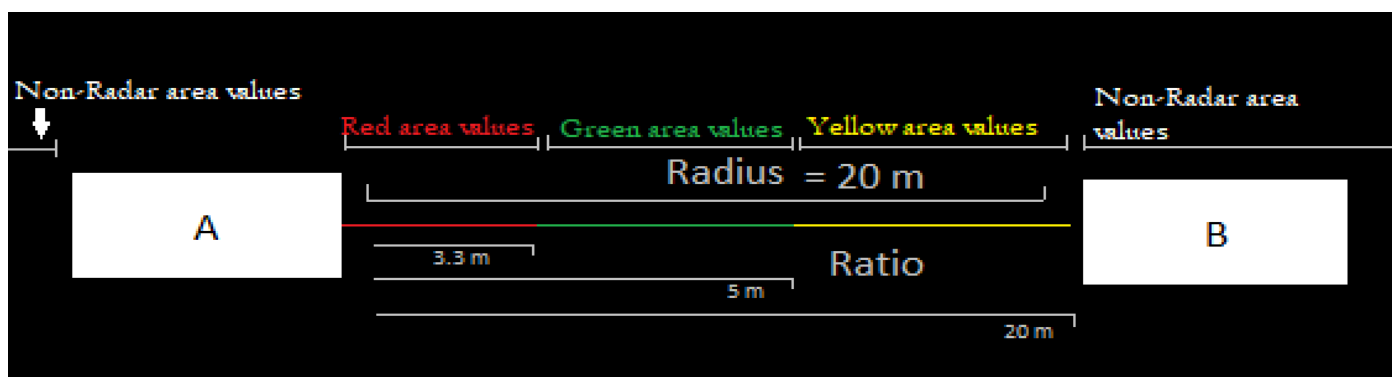 Non-Radar area values
Red area values
Green area values
Yellow area values
Non-Radar area
values
Radius = 20 m
A
B
3.3 m
Ratio
5 m
20 m